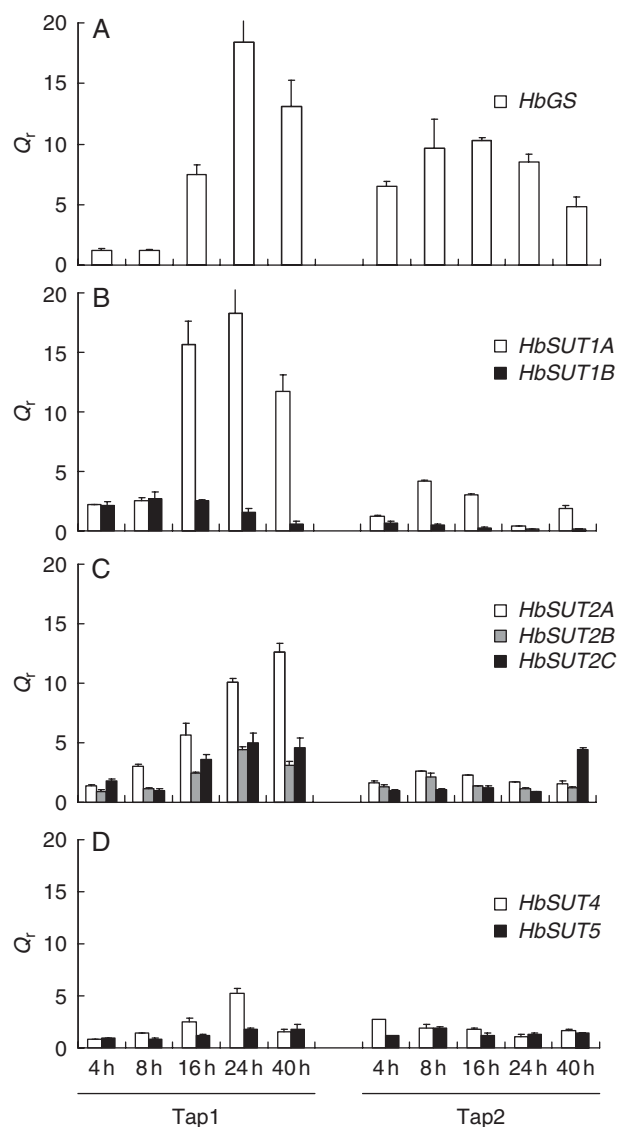 A
20
15
10
5
0
Qr
HbGS
B
20
15
10
5
0
Qr
HbSUT1A
HbSUT1B
C
20
15
10
5
0
Qr
HbSUT2A
HbSUT2B
HbSUT2C
D
20
15
10
5
0
Qr
HbSUT4
HbSUT5
4 h 8 h 16 h 24 h 40 h 4 h 8 h 16 h 24 h 40 h
Tap1 Tap2